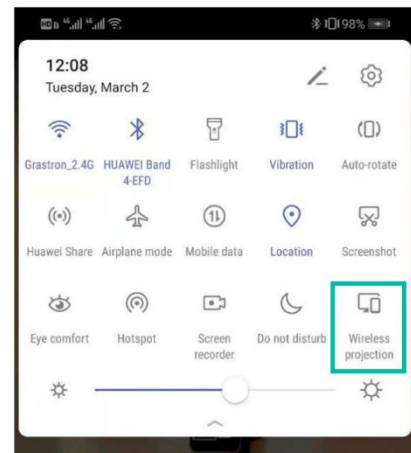 HD
98%
12:08
Tuesday, March 2
Grastron_2.4G HUAWEI Band 4-EFD Flashlight Vibration Auto-rotate
Huawei Share Airplane mode Mobile data Location Screenshot
Eye comfort Hotspot Screen recorder Do not disturb Wireless projection